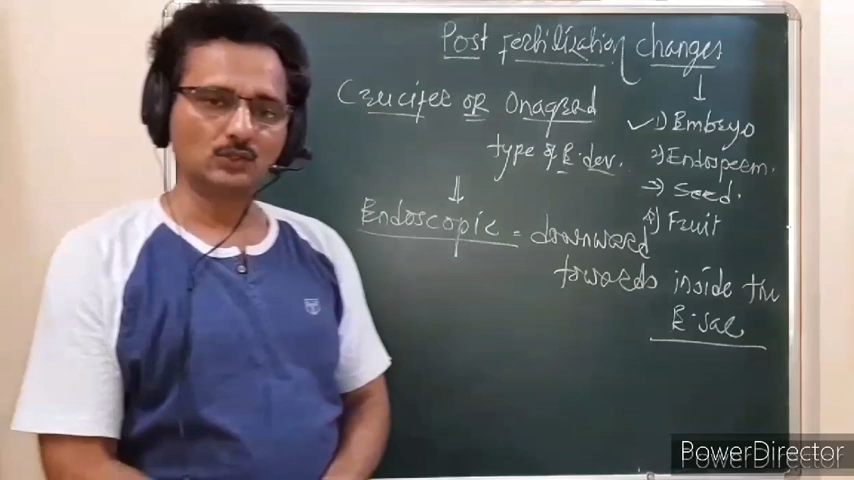 Post fertilization changes
Crucifer or Onagrad
type of E. dev.
1) Embryo
2) Endosperm.
3) Seed.
4) Fruit
Endoscopic = downward
towards inside the
E. sac
PowerDirector